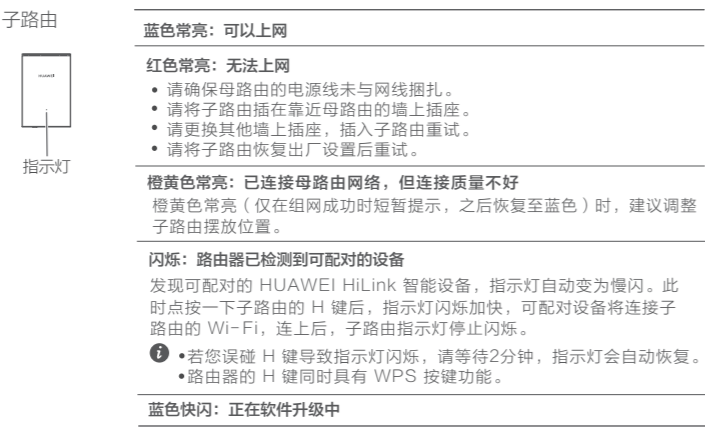 子路由
HUAWEI
指示灯
蓝色常亮：可以上网
红色常亮：无法上网
• 请确保母路由的电源线未与网线捆扎。
• 请将子路由插在靠近母路由的墙上插座。
• 请更换其他墙上插座，插入子路由重试。
• 请将子路由恢复出厂设置后重试。
橙黄色常亮：已连接母路由网络，但连接质量不好
橙黄色常亮（仅在组网成功时短暂提示，之后恢复至蓝色）时，建议调整
子路由摆放位置。
闪烁：路由器已检测到可配对的设备
发现可配对的 HUAWEI HiLink 智能设备，指示灯自动变为慢闪。此
时点按一下子路由的 H 键后，指示灯闪烁加快，可配对设备将连接子
路由的 Wi-Fi，连上后，子路由指示灯停止闪烁。
•若您误碰 H 键导致指示灯闪烁，请等待2分钟，指示灯会自动恢复。
•路由器的 H 键同时具有 WPS 按键功能。
蓝色快闪：正在软件升级中